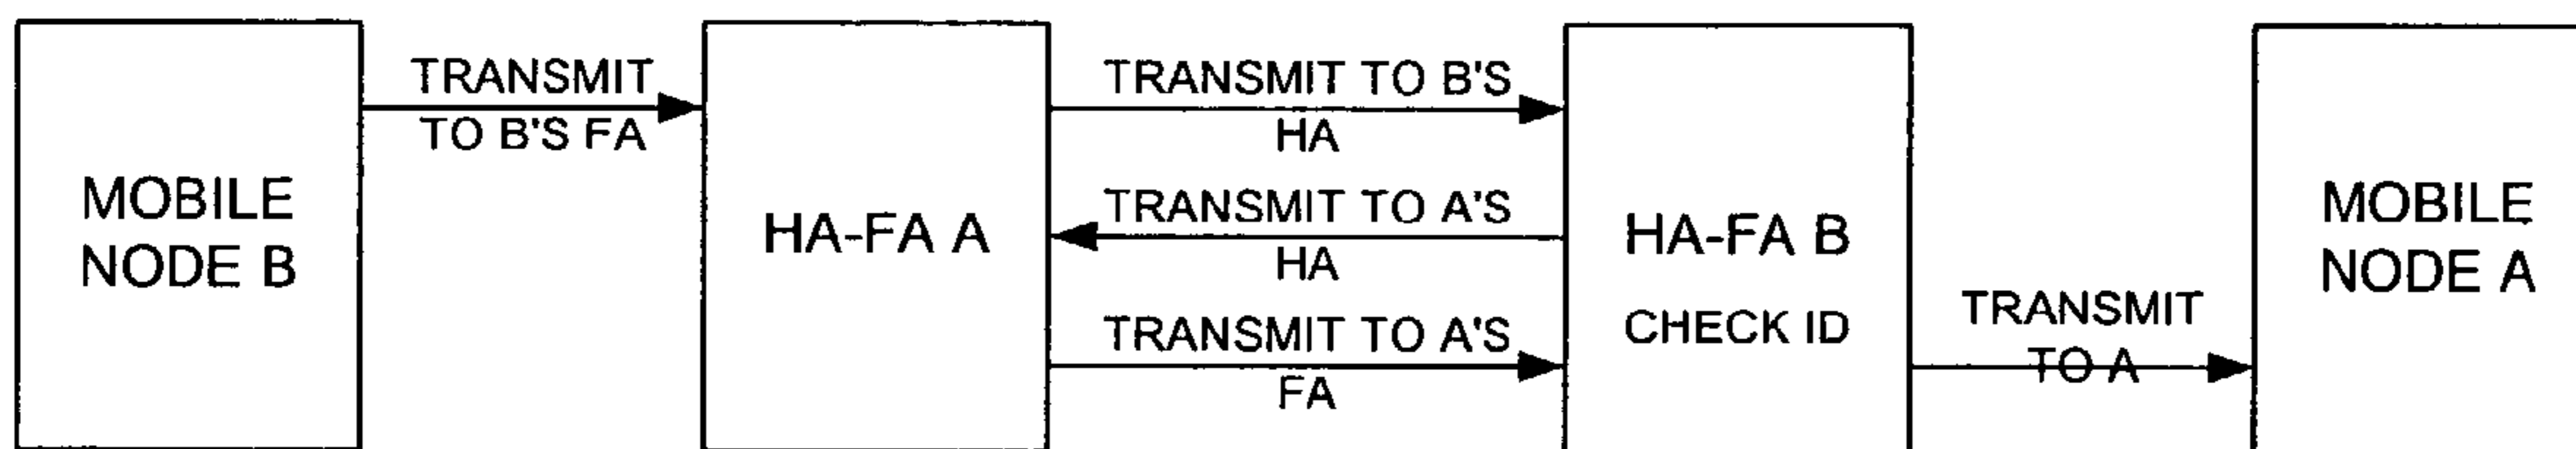 MOBILE
NODE B
TRANSMIT
TO B'S FA
HA-FA A
TRANSMIT TO B'S
HA
TRANSMIT TO A'S
HA
TRANSMIT TO A'S
FA
HA-FA B
CHECK ID
TRANSMIT
TO A
MOBILE
NODE A